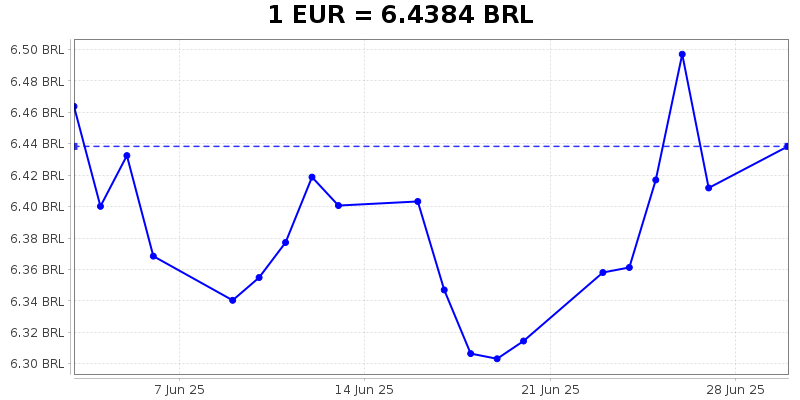 1 EUR = 6.4384 BRL
6.50 BRL
6.48 BRL
6.46 BRL
6.44 BRL
6.42 BRL
6.40 BRL
6.38 BRL
6.36 BRL
6.34 BRL
6.32 BRL
6.30 BRL
7 Jun 25 14 Jun 25 21 Jun 25 28 Jun 25